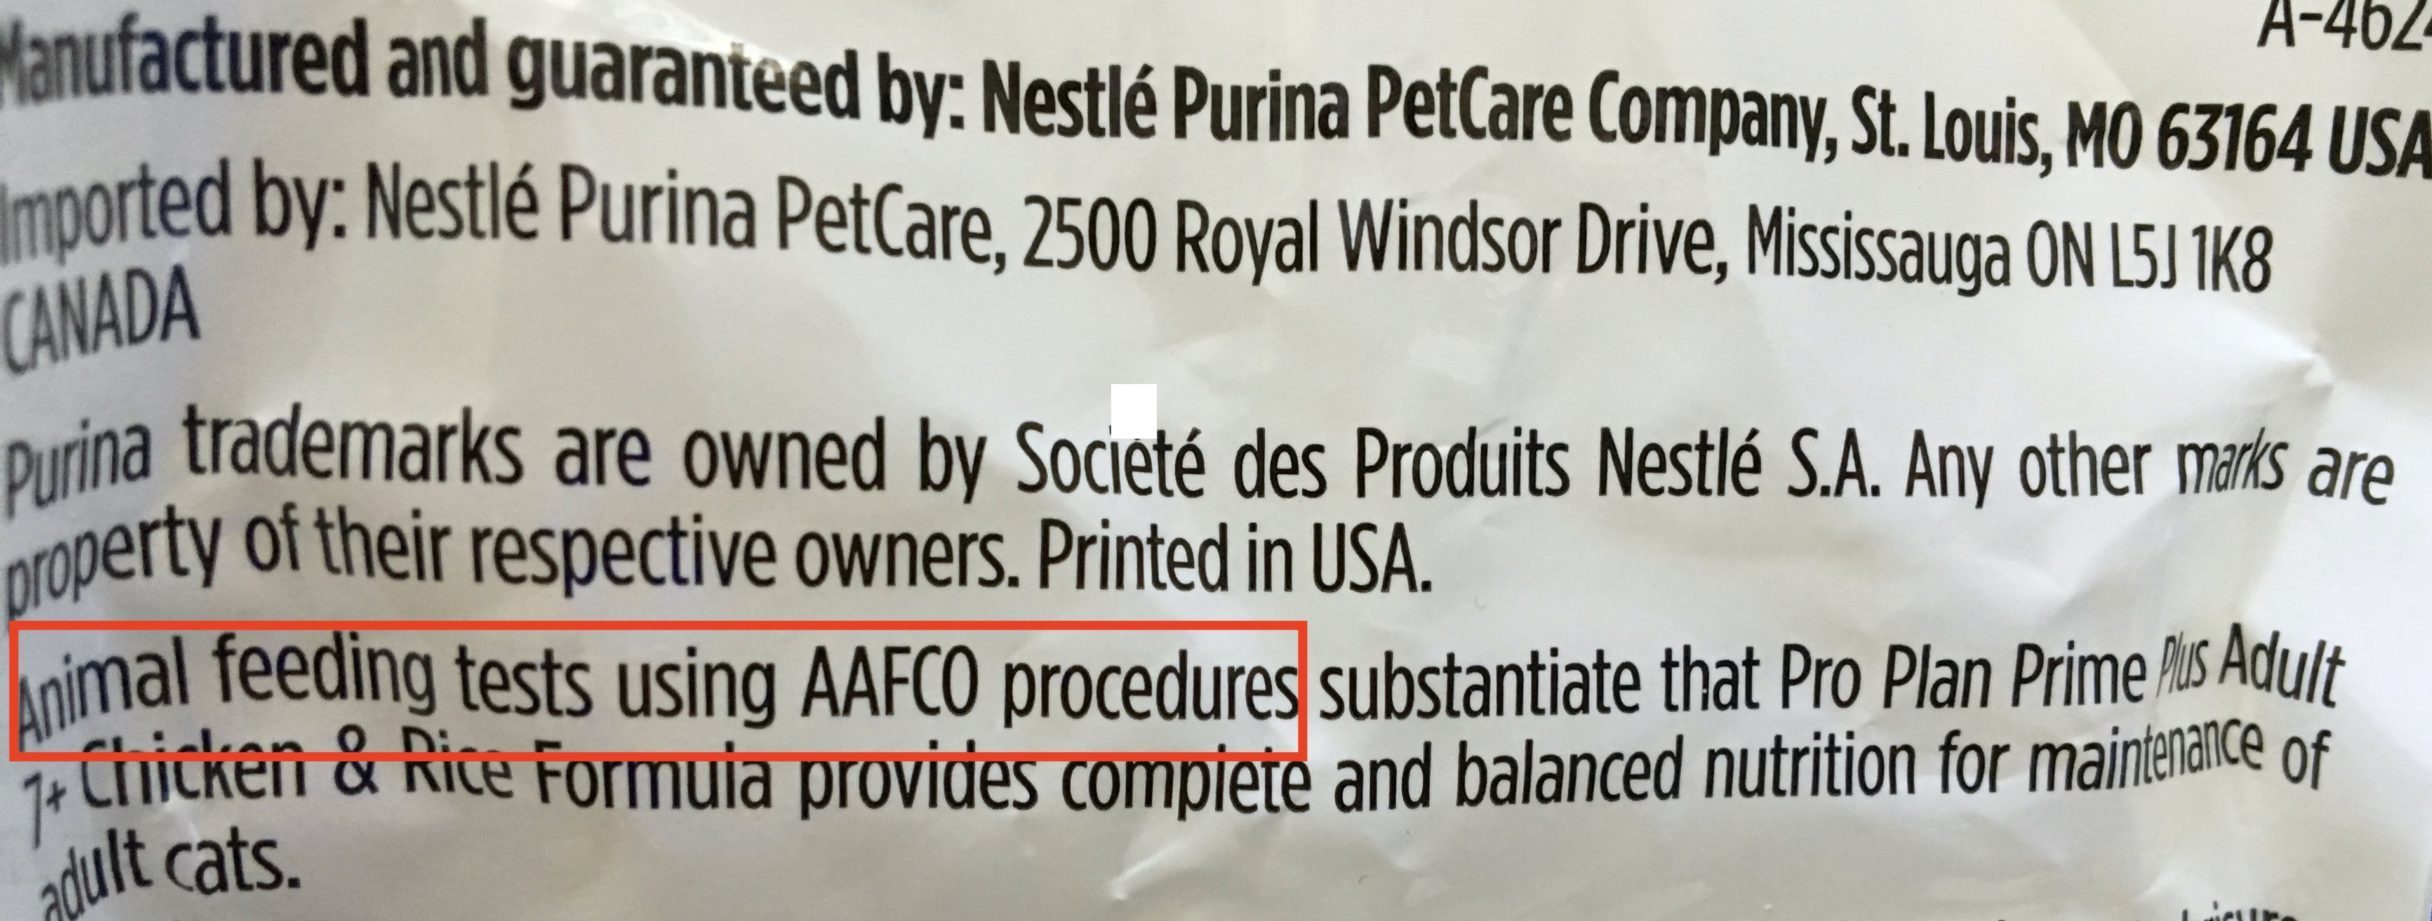 A-462
Manufactured and guaranteed by: Nestlé Purina PetCare Company, St. Louis, MO 63164 USA
Imported by: Nestlé Purina PetCare, 2500 Royal Windsor Drive, Mississauga ON L5J 1K8
CANADA
Purina trademarks are owned by Société des Produits Nestlé S.A. Any other marks are
property of their respective owners. Printed in USA.
Animal feeding tests using AAFCO procedures substantiate that Pro Plan Prime Plus Adult
7+ Chicken & Rice Formula provides complete and balanced nutrition for maintenance of
adult cats.